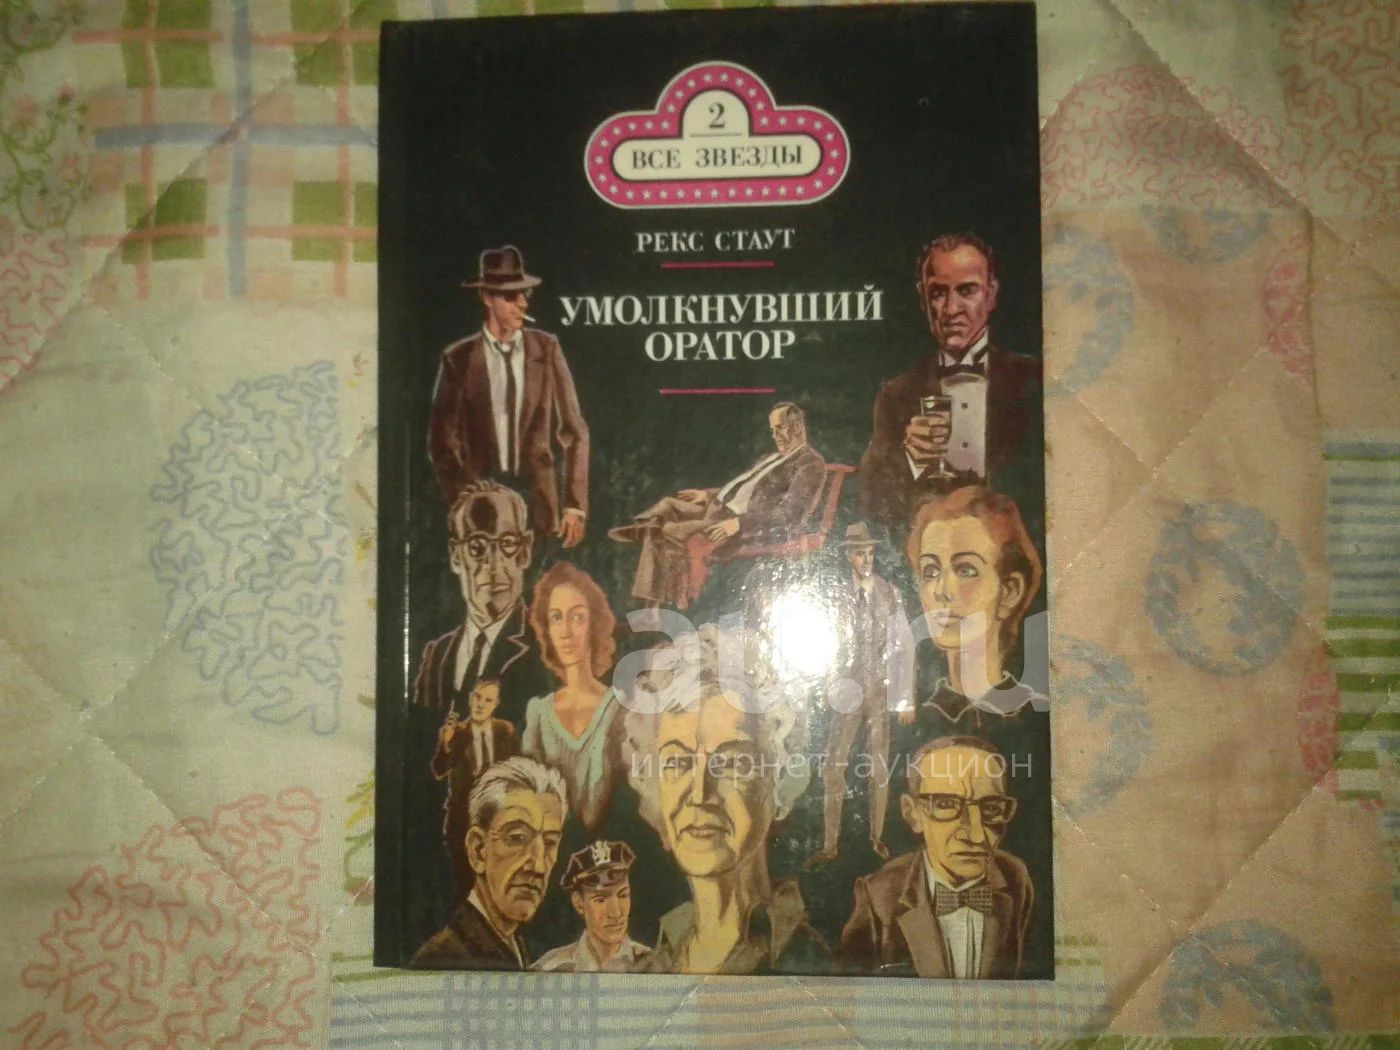 2
ВСЕ ЗВЕЗДЫ
РЕКС СТАУТ
УМОЛКНУВШИЙ
ОРАТОР
au.ru
интернет-аукцион